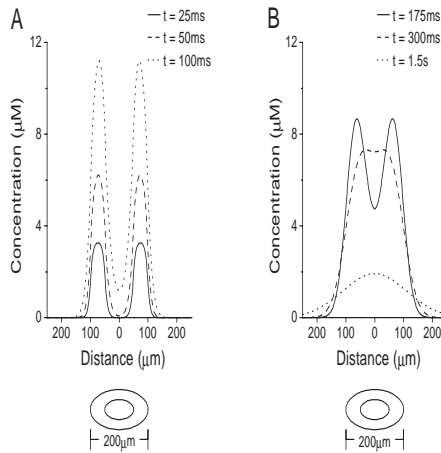 A
t = 25ms
t = 50ms
t = 100ms
12
8
4
0
Concentration (μM)
200 100 0 100 200
Distance (μm)
200μm
B
t = 175ms
t = 300ms
t = 1.5s
12
8
4
0
Concentration (μM)
200 100 0 100 200
Distance (μm)
200μm